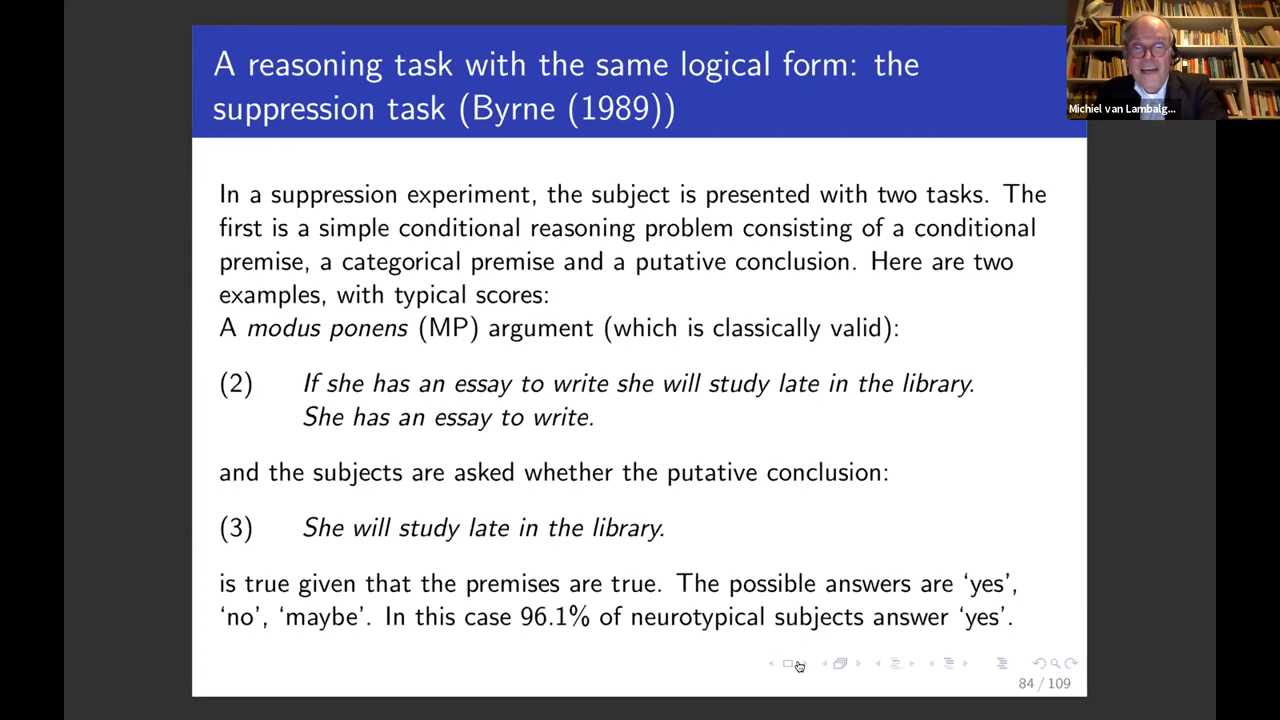 A reasoning task with the same logical form: the
suppression task (Byrne (1989))
Michiel van Lambalg...
In a suppression experiment, the subject is presented with two tasks. The
first is a simple conditional reasoning problem consisting of a conditional
premise, a categorical premise and a putative conclusion. Here are two
examples, with typical scores:
A modus ponens (MP) argument (which is classically valid):
(2) If she has an essay to write she will study late in the library.
She has an essay to write.
and the subjects are asked whether the putative conclusion:
(3) She will study late in the library.
is true given that the premises are true. The possible answers are ‘yes’,
‘no’, ‘maybe’. In this case 96.1% of neurotypical subjects answer ‘yes’.
84 / 109